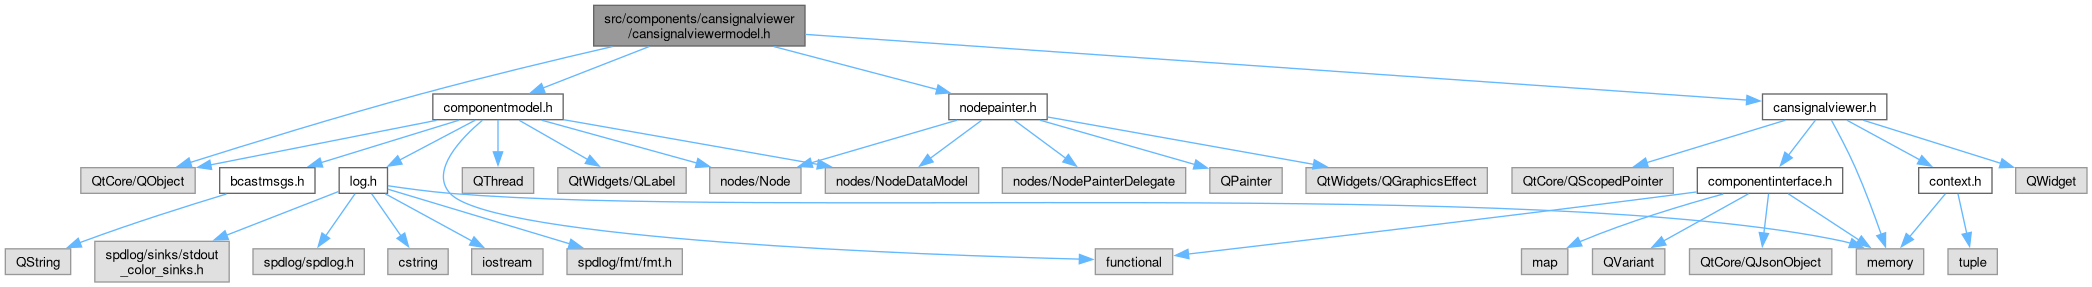 src/components/cansignalviewer
/cansignalviewermodel.h
componentmodel.h
nodepainter.h
cansignalviewer.h
QtCore/QObject
bcastmsgs.h
log.h
QThread
QtWidgets/QLabel
nodes/Node
nodes/NodeDataModel
nodes/NodePainterDelegate
QPainter
QtWidgets/QGraphicsEffect
QtCore/QScopedPointer
componentinterface.h
context.h
QWidget
QString
spdlog/sinks/stdout
_color_sinks.h
spdlog/spdlog.h
cstring
iostream
spdlog/fmt/fmt.h
functional
map
QVariant
QtCore/QJsonObject
memory
tuple